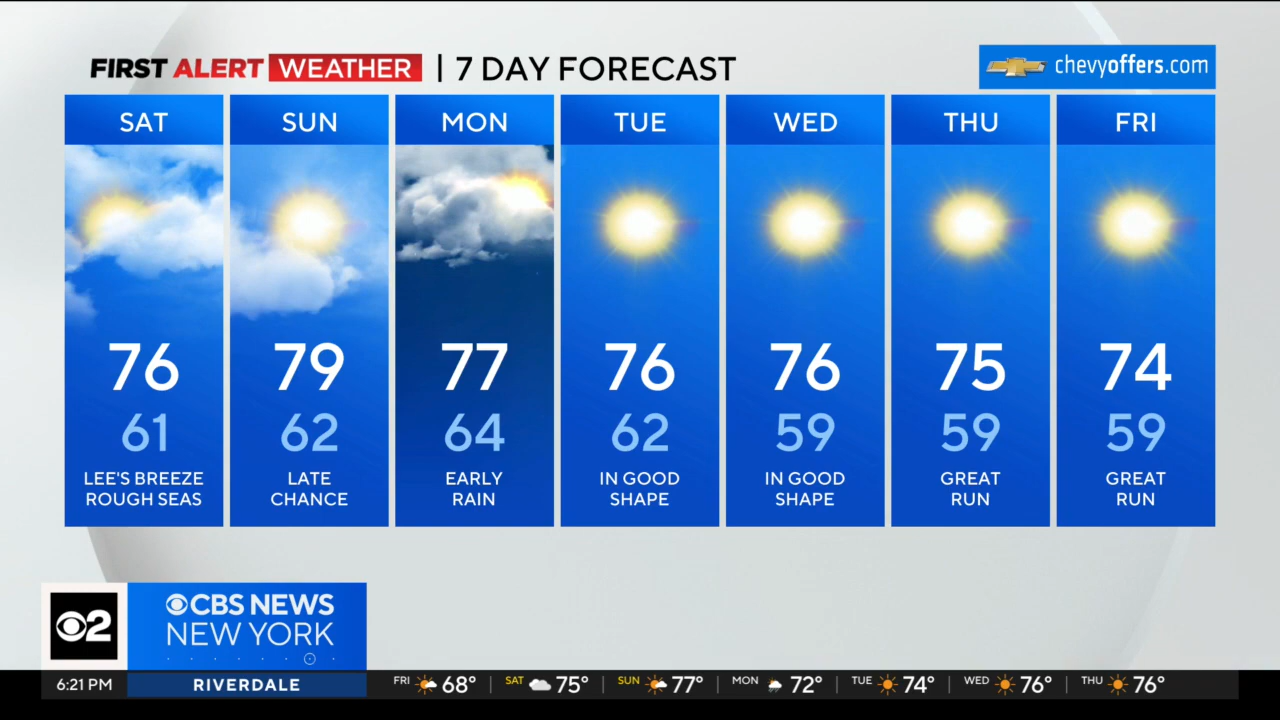 FIRST ALERT WEATHER | 7 DAY FORECAST
chevyoffers.com
SAT
76
61
LEE'S BREEZE
ROUGH SEAS
SUN
79
62
LATE
CHANCE
MON
77
64
EARLY
RAIN
TUE
76
62
IN GOOD
SHAPE
WED
76
59
IN GOOD
SHAPE
THU
75
59
GREAT
RUN
FRI
74
59
GREAT
RUN
2
CBS NEWS
NEW YORK
6:21 PM
RIVERDALE
FRI 68° | SAT 75° | SUN 77° | MON 72° | TUE 74° | WED 76° | THU 76°